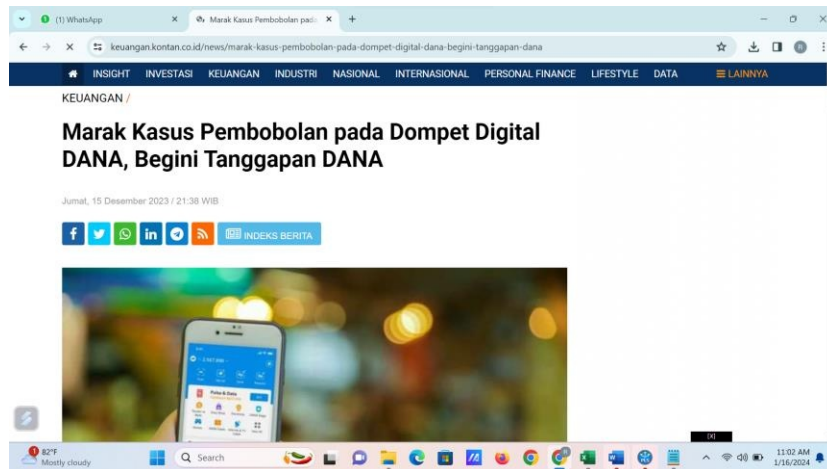 (1) WhatsApp
Marak Kasus Pembobolan pada
keuangan.kontan.co.id/news/marak-kasus-pembobolan-pada-dompet-digital-dana-begini-tanggapan-dana
INSIGHT INVESTASI KEUANGAN INDUSTRI NASIONAL INTERNASIONAL PERSONAL FINANCE LIFESTYLE DATA LAINNYA
KEUANGAN /
Marak Kasus Pembobolan pada Dompet Digital
DANA, Begini Tanggapan DANA
Jumat, 15 Desember 2023 / 21:38 WIB
INDEKS BERITA
Pulsa & Data
[X]
82°F
Mostly cloudy
Search
11:02 AM
1/16/2024